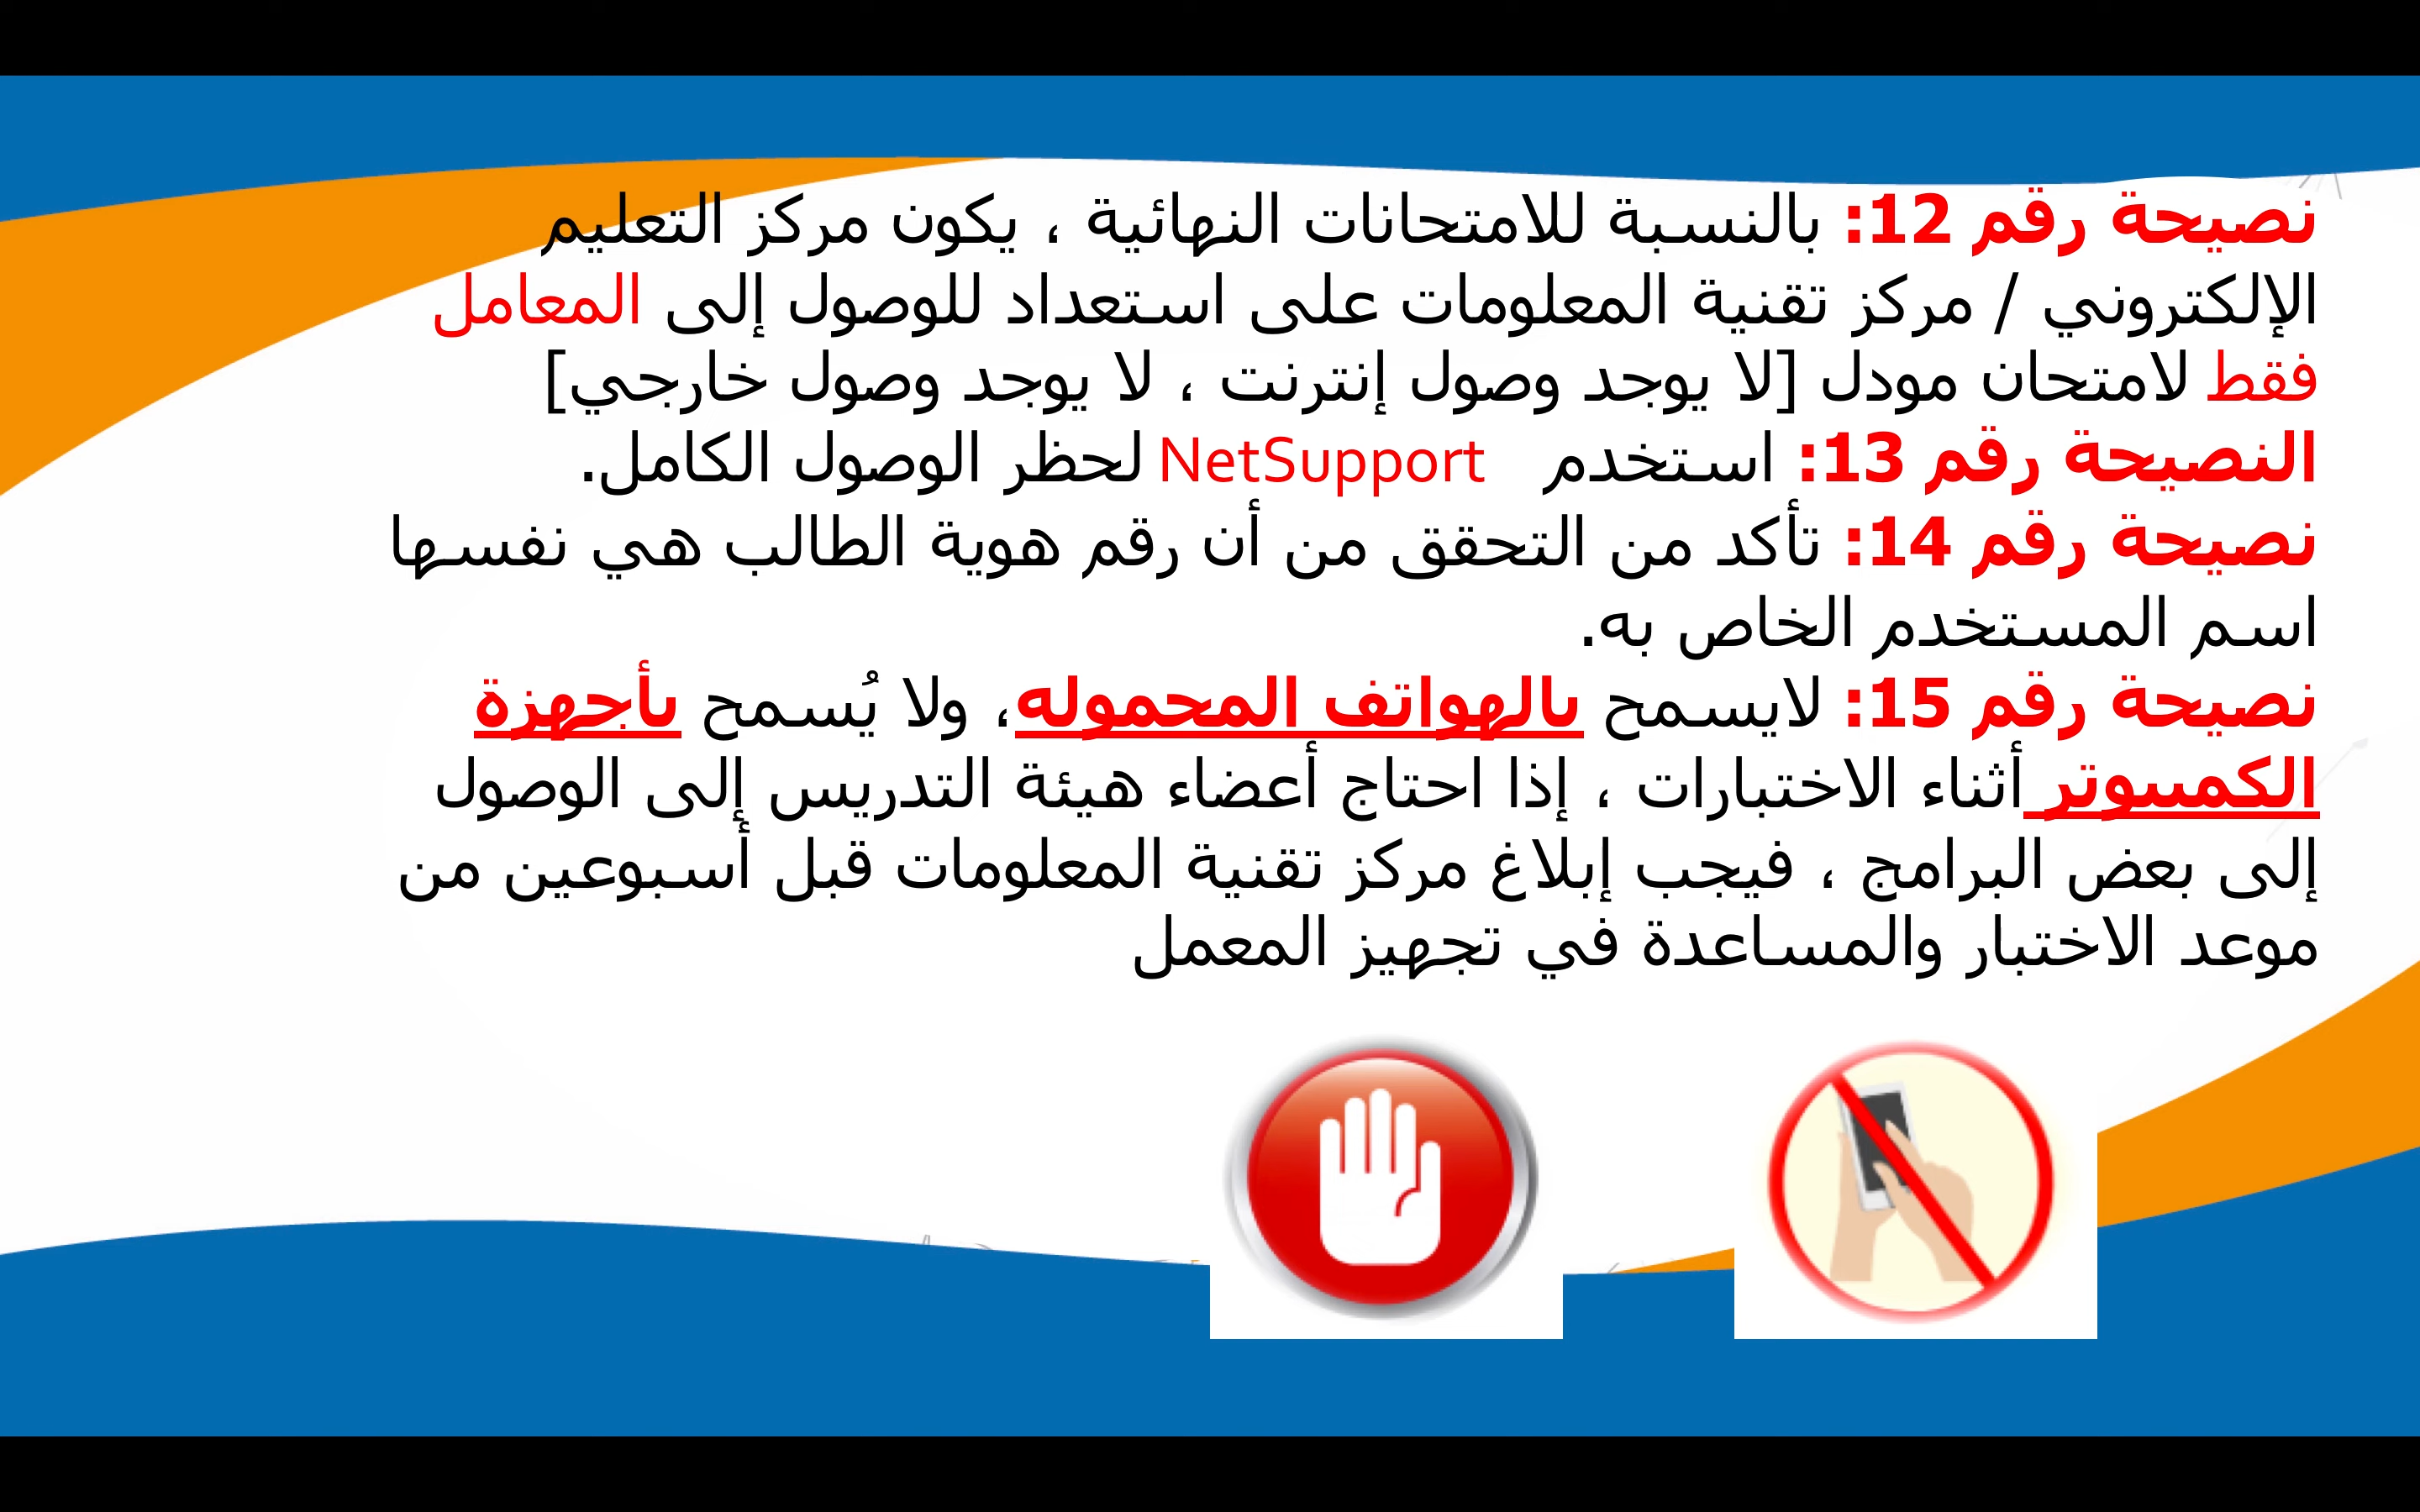 نصيحة رقم 12: بالنسبة للامتحانات النهائية ، يكون مركز التعليم
الإلكتروني / مركز تقنية المعلومات على استعداد للوصول إلى المعامل
فقط لامتحان مودل [لا يوجد وصول إنترنت ، لا يوجد وصول خارجي]
النصيحة رقم 13: استخدم NetSupport لحظر الوصول الكامل.
نصيحة رقم 14: تأكد من التحقق من أن رقم هوية الطالب هي نفسها
اسم المستخدم الخاص به.
نصيحة رقم 15: لايسمح بالهواتف المحموله، ولا يُسمح بأجهزة
الكمبيوتر أثناء الاختبارات ، إذا احتاج أعضاء هيئة التدريس إلى الوصول
إلى بعض البرامج ، فيجب إبلاغ مركز تقنية المعلومات قبل أسبوعين من
موعد الاختبار والمساعدة في تجهيز المعمل